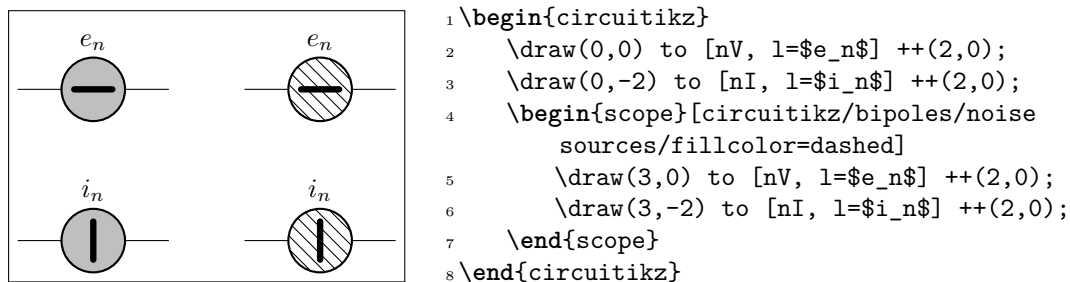 e_n e_n
i_n i_n
1 \begin{circuitikz}
2 \draw(0,0) to [nV, l=$e_n$] ++(2,0);
3 \draw(0,-2) to [nI, l=$i_n$] ++(2,0);
4 \begin{scope}[circuitikz/bipoles/noise
sources/fillcolor=dashed]
5 \draw(3,0) to [nV, l=$e_n$] ++(2,0);
6 \draw(3,-2) to [nI, l=$i_n$] ++(2,0);
7 \end{scope}
8 \end{circuitikz}